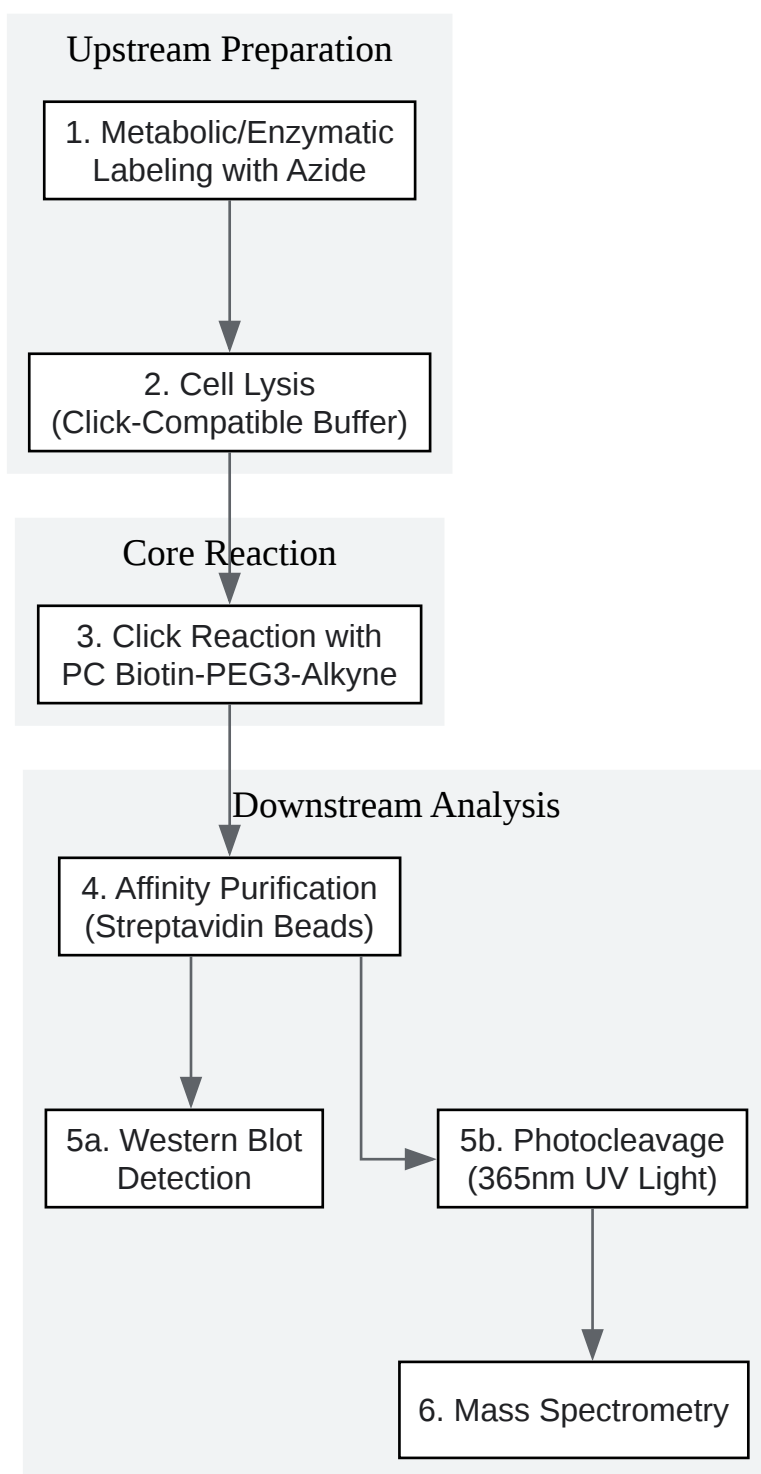 Upstream Preparation
1. Metabolic/Enzymatic
Labeling with Azide
2. Cell Lysis
(Click-Compatible Buffer)
Core Reaction
3. Click Reaction with
PC Biotin-PEG3-Alkyne
Downstream Analysis
4. Affinity Purification
(Streptavidin Beads)
5a. Western Blot
Detection
5b. Photocleavage
(365nm UV Light)
6. Mass Spectrometry